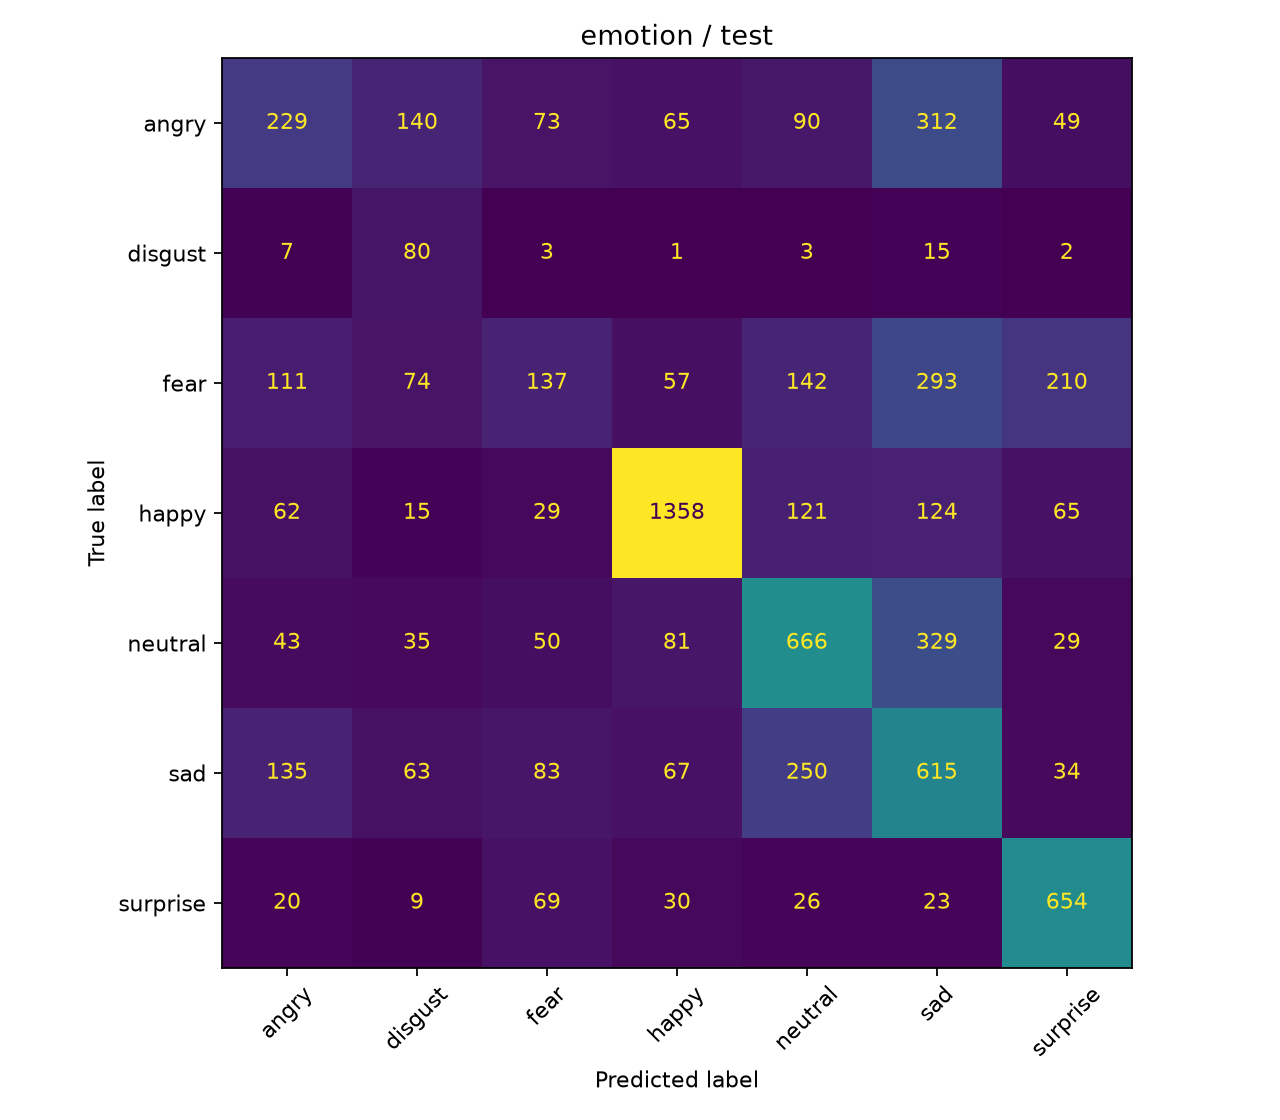 emotion / test
angry 229 140 73 65 90 312 49
disgust 7 80 3 1 3 15 2
fear 111 74 137 57 142 293 210
True label
happy 62 15 29 1358 121 124 65
neutral 43 35 50 81 666 329 29
sad 135 63 83 67 250 615 34
surprise 20 9 69 30 26 23 654
angry disgust fear happy neutral sad surprise
Predicted label